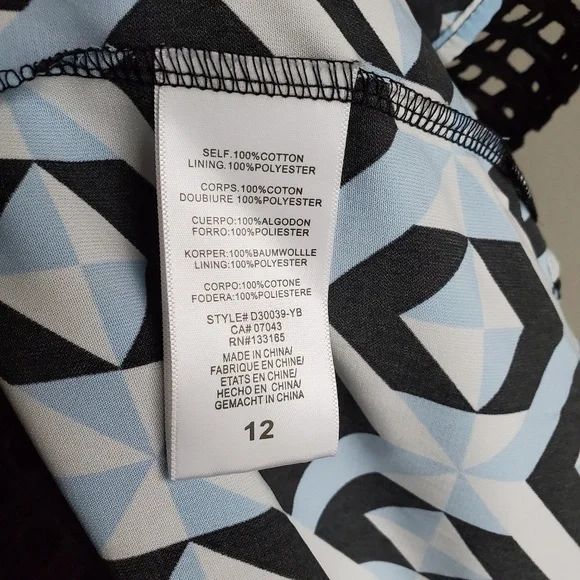 SELF.100%COTTON
LINING.100%POLYESTER
CORPS.100%COTON
DOUBIURE 100%POLYESTER
CUERPO:100%ALGODON
FORRO:100%POLIESTER
KORPER:100%BAUMWOLLLE
LINING:100%POLYESTER
CORPO:100%COTONE
FODERA:100%POLIESTERE
STYLE# D30039-YB
CA# 07043
RN#133165
MADE IN CHINA/
FABRIQUE EN CHINE/
ETATS EN CHINE/
HECHO EN CHINA/
GEMACHT IN CHINA
12